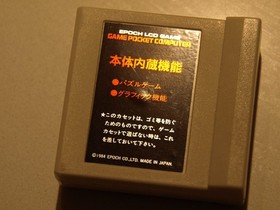 EPOCH LCD GAME
GAME POCKET COMPUTER
本体内蔵機能
●パズルゲーム
●グラフィック機能
★このカセットは、ゴミ等を防ぐ
ためのものですので、ゲーム
カセットで遊ばない時は、これ
を差しておいて下さい。
©1984 EPOCH CO.,LTD. MADE IN JAPAN